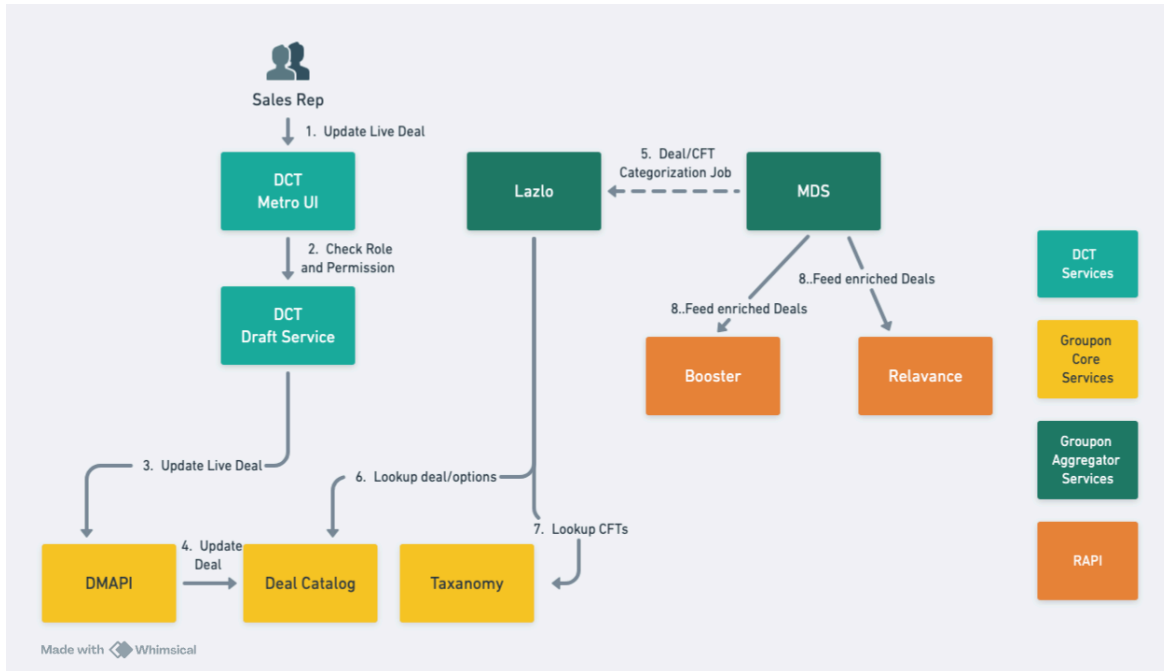 Sales Rep
1. Update Live Deal
DCT
Metro UI
2. Check Role
and Permission
DCT
Draft Service
3. Update Live Deal
DMAPI
4. Update
Deal
Deal Catalog
Lazlo
5. Deal/CFT
Categorization Job
MDS
6. Lookup deal/options
7. Lookup CFTs
Taxanomy
8..Feed enriched Deals
8..Feed enriched Deals
Booster
Relavance
DCT
Services
Groupon
Core
Services
Groupon
Aggregator
Services
RAPI
Made with Whimsical